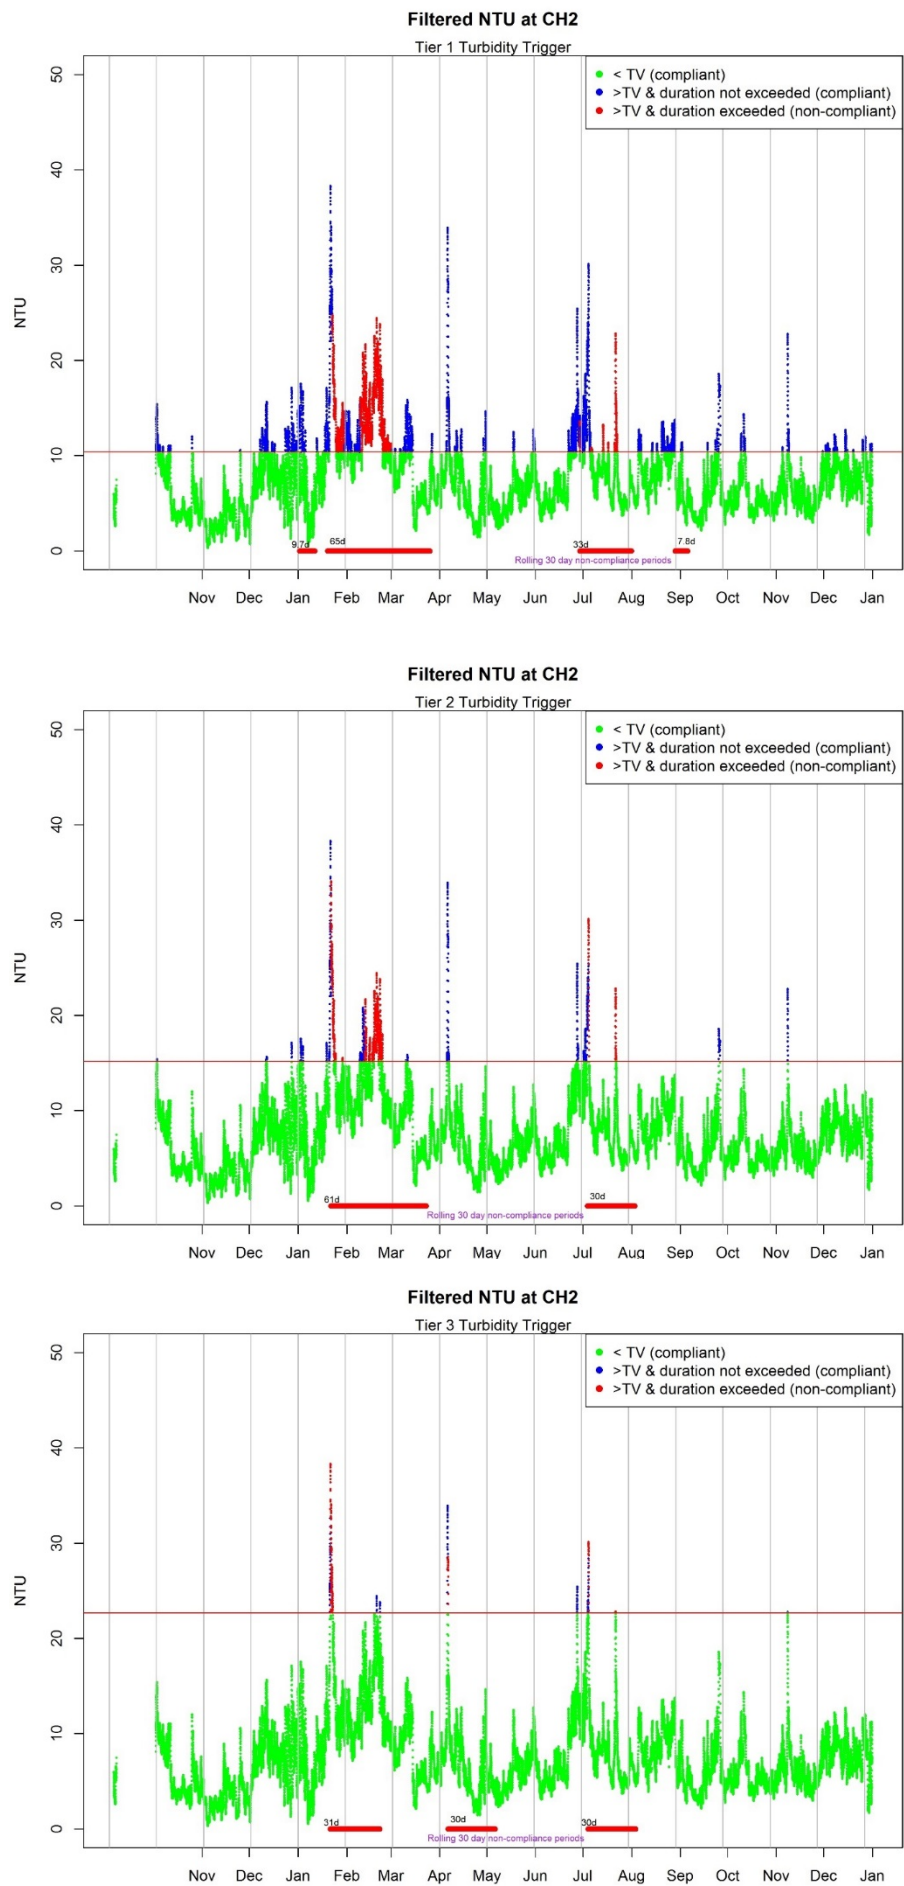 Filtered NTU at CH2
Tier 1 Turbidity Trigger
< TV (compliant)
>TV & duration not exceeded (compliant)
>TV & duration exceeded (non-compliant)
50
40
30
20
10
0
NTU
9.7d
65d
33d
7.8d
Rolling 30 day non-compliance periods
Nov Dec Jan Feb Mar Apr May Jun Jul Aug Sep Oct Nov Dec Jan
Filtered NTU at CH2
Tier 2 Turbidity Trigger
< TV (compliant)
>TV & duration not exceeded (compliant)
>TV & duration exceeded (non-compliant)
50
40
30
20
10
0
NTU
61d
30d
Rolling 30 day non-compliance periods
Nov Dec Jan Feb Mar Apr May Jun Jul Aug Sep Oct Nov Dec Jan
Filtered NTU at CH2
Tier 3 Turbidity Trigger
< TV (compliant)
>TV & duration not exceeded (compliant)
>TV & duration exceeded (non-compliant)
50
40
30
20
10
0
NTU
31d
30d
30d
Rolling 30 day non-compliance periods
Nov Dec Jan Feb Mar Apr May Jun Jul Aug Sep Oct Nov Dec Jan